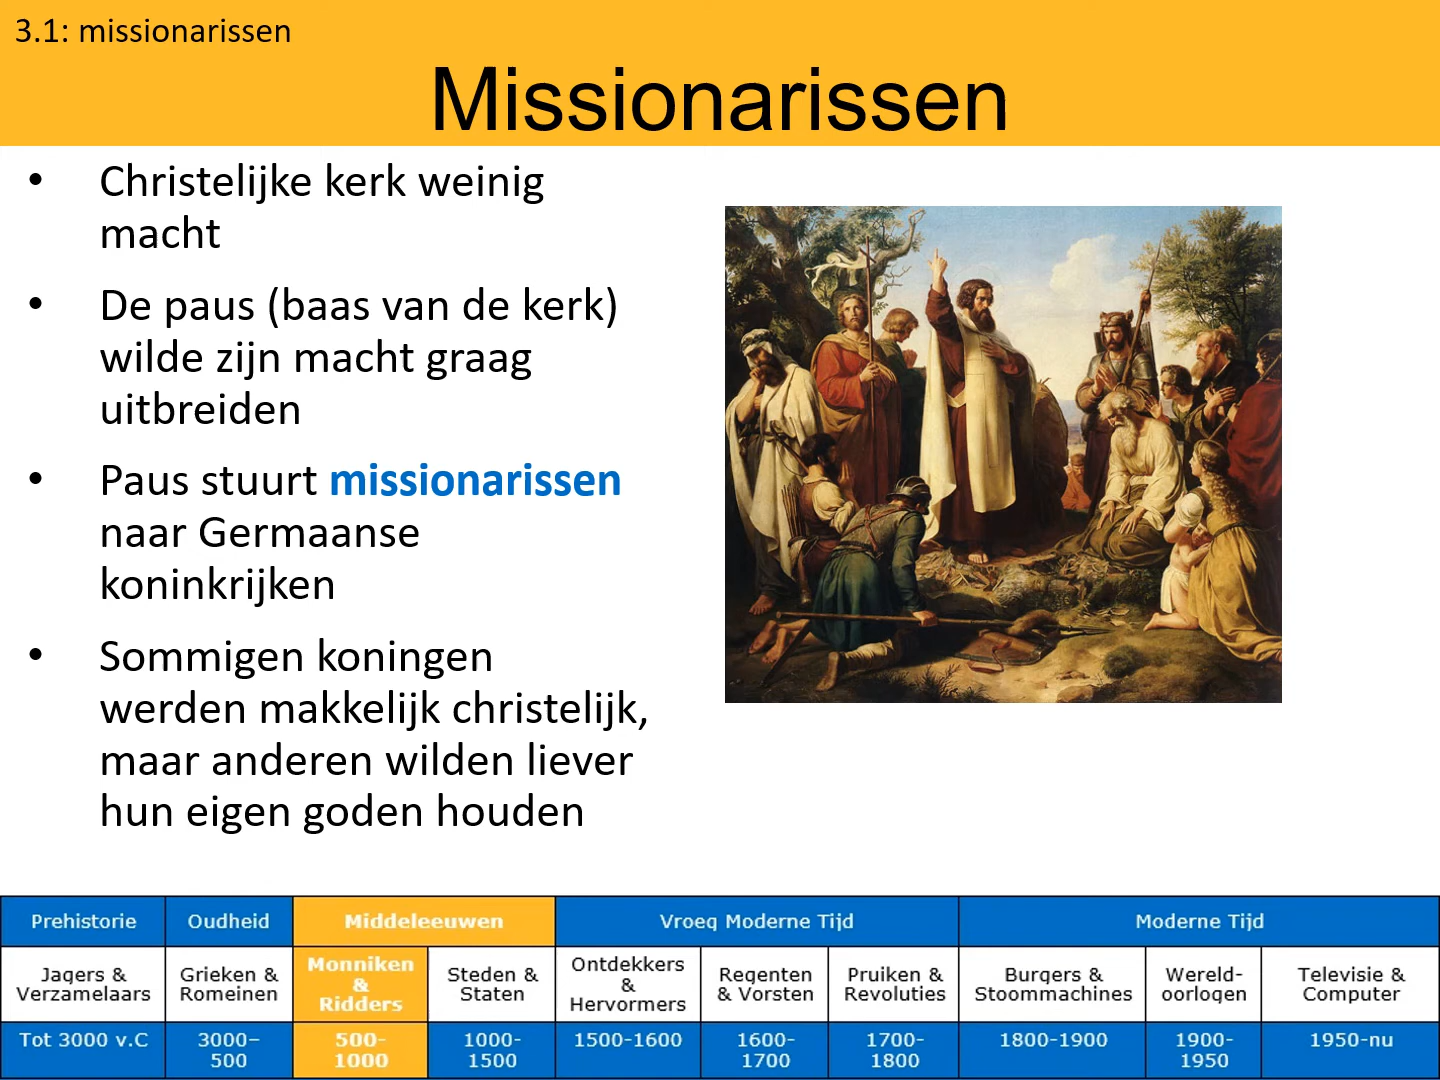 3.1: missionarissen
Missionarissen
• Christelijke kerk weinig
macht
• De paus (baas van de kerk)
wilde zijn macht graag
uitbreiden
• Paus stuurt missionarissen
naar Germaanse
koninkrijken
• Sommigen koningen
werden makkelijk christelijk,
maar anderen wilden liever
hun eigen goden houden
Prehistorie Oudheid Middeleeuwen Vroeg Moderne Tijd Moderne Tijd
Jagers &
Verzamelaars
Grieken &
Romeinen
Monniken
&
Ridders
Steden &
Staten
Ontdekkers
&
Hervormers
Regenten
& Vorsten
Pruiken &
Revoluties
Burgers &
Stoommachines
Wereld-
oorlogen
Televisie &
Computer
Tot 3000 v.C
3000–
500
500-
1000
1000-
1500
1500-1600
1600-
1700
1700-
1800
1800-1900
1900-
1950
1950-nu